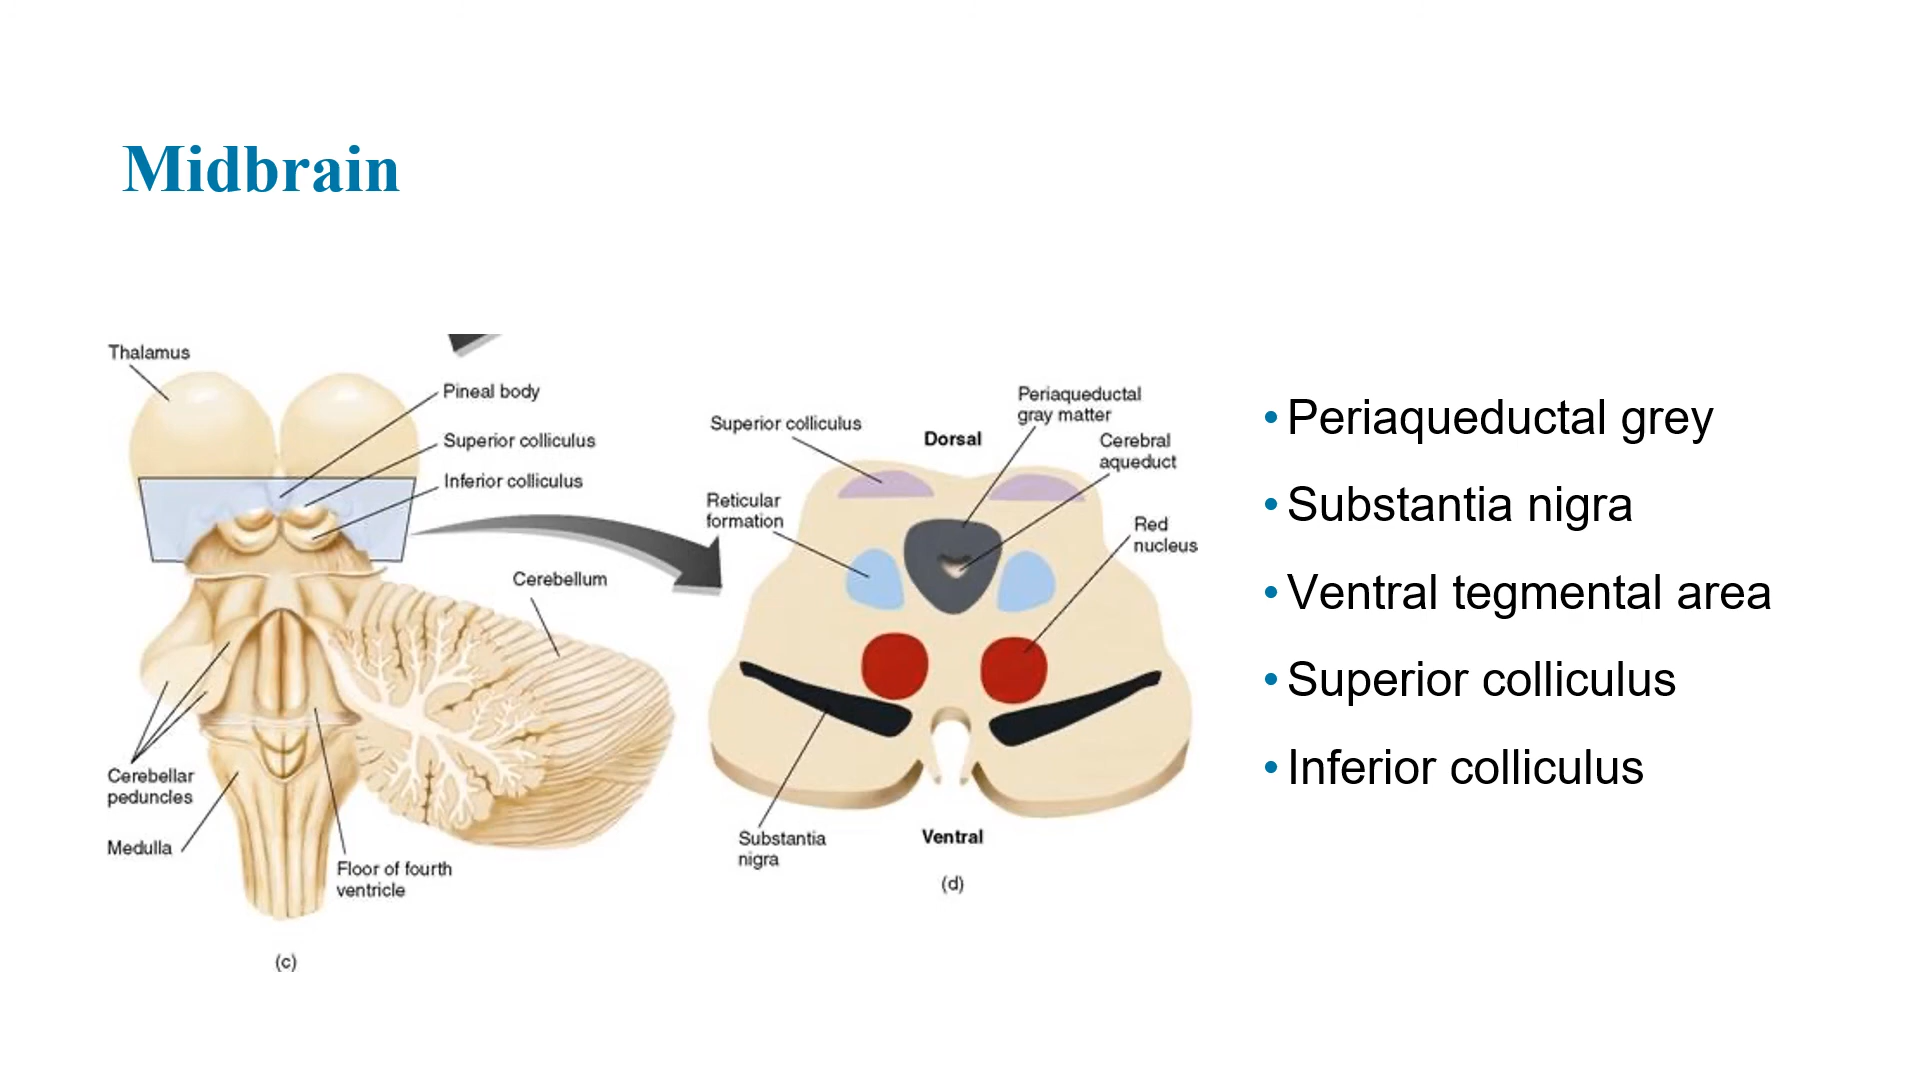 Midbrain
Thalamus
Pineal body
Superior colliculus
Inferior colliculus
Cerebellum
Cerebellar
peduncles
Medulla
Floor of fourth
ventricle
(c)
Superior colliculus
Dorsal
Periaqueductal
gray matter
Cerebral
aqueduct
Reticular
formation
Red
nucleus
Substantia
nigra
Ventral
(d)
• Periaqueductal grey
• Substantia nigra
• Ventral tegmental area
• Superior colliculus
• Inferior colliculus